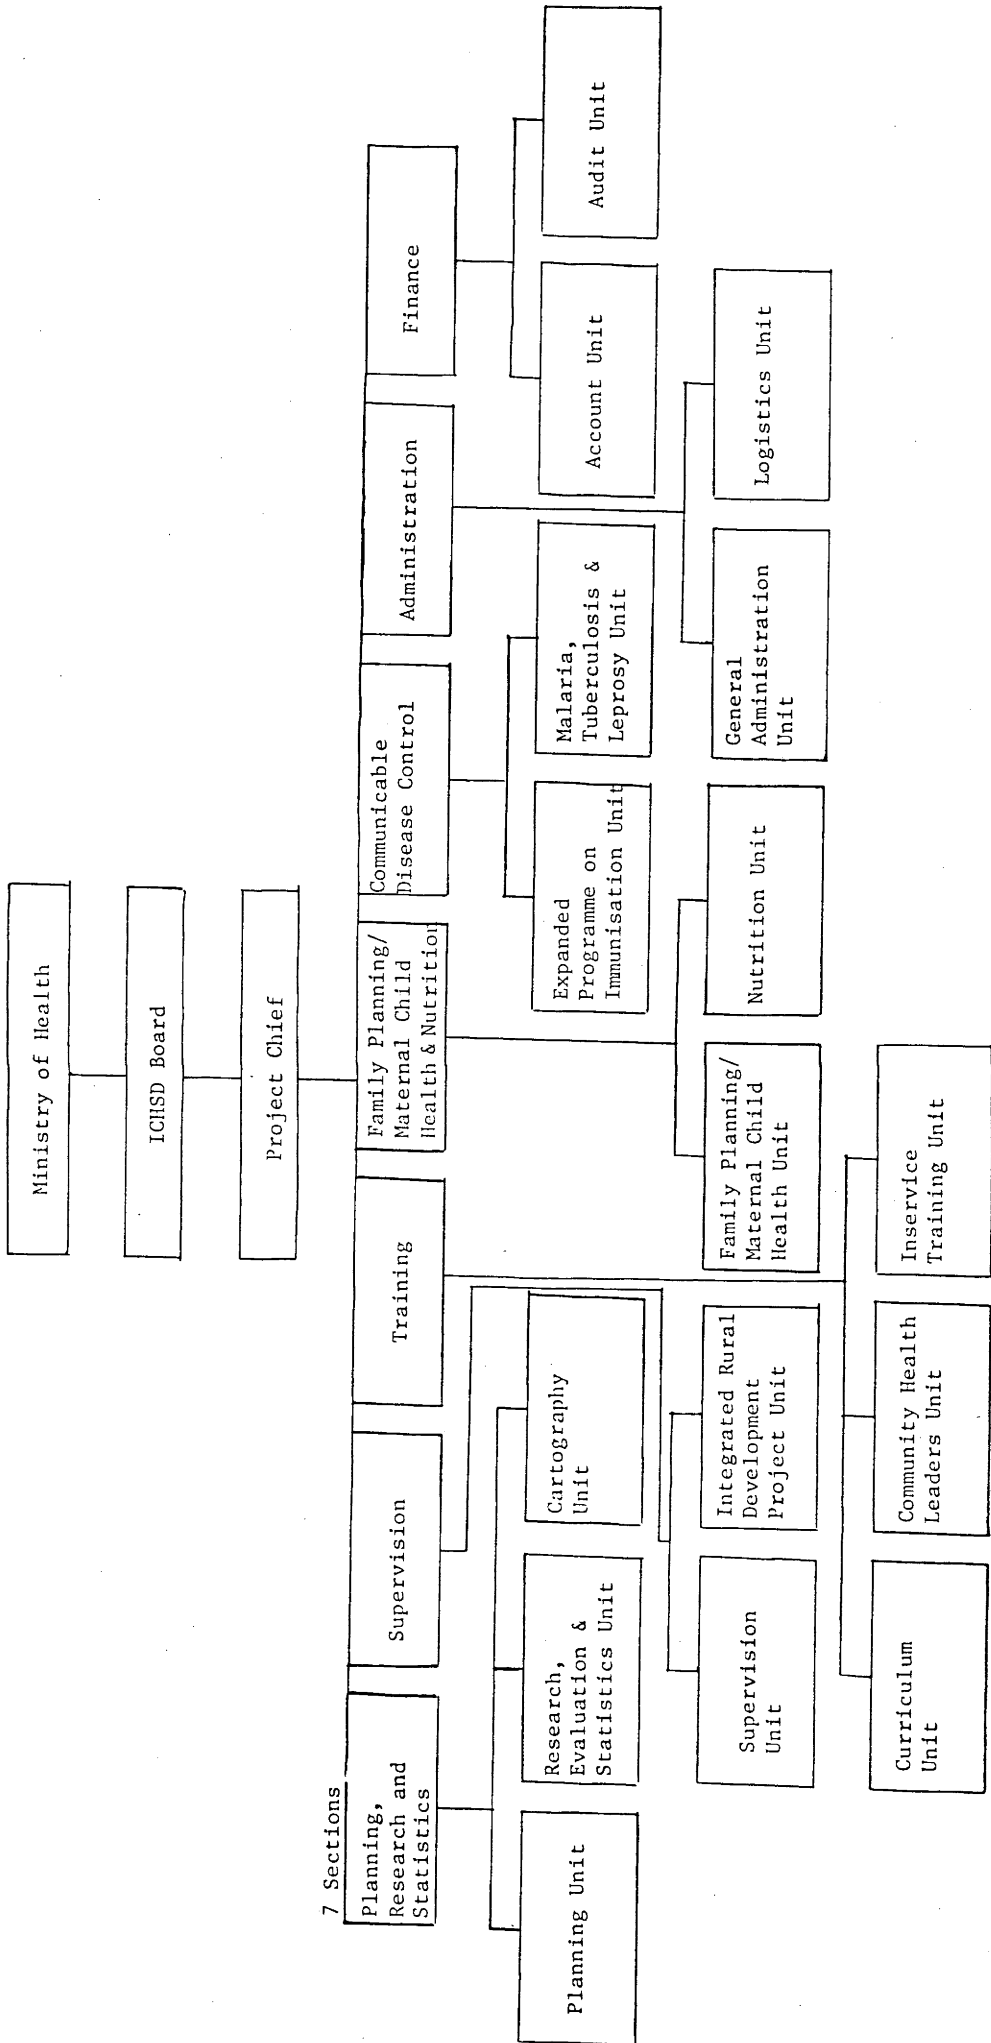 Ministry of Health
ICHSD Board
Project Chief
7 Sections
Planning,
Research and
Statistics
Supervision
Training
Family Planning/
Maternal Child
Health & Nutrition
Communicable
Disease Control
Administration
Finance
Planning Unit
Research,
Evaluation &
Statistics Unit
Cartography
Unit
Expanded
Programme on
Immunisation Unit
Malaria,
Tuberculosis &
Leprosy Unit
Account Unit
Audit Unit
Supervision
Unit
Integrated Rural
Development
Project Unit
Family Planning/
Maternal Child
Health Unit
Nutrition Unit
General
Administration
Unit
Logistics Unit
Curriculum
Unit
Community Health
Leaders Unit
Inservice
Training Unit